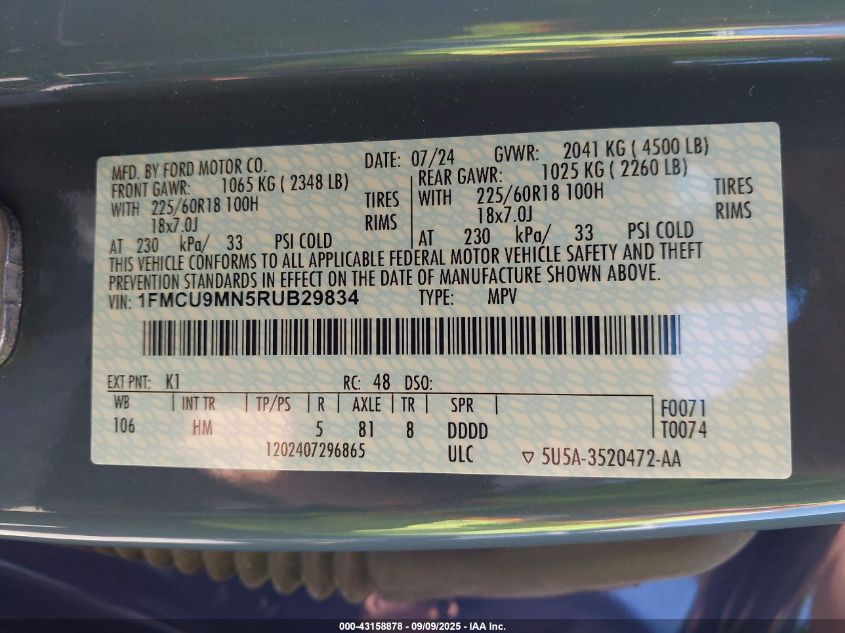 MFD. BY FORD MOTOR CO. DATE: 07/24 GVWR: 2041 KG ( 4500 LB)
FRONT GAWR: 1065 KG ( 2348 LB) REAR GAWR: 1025 KG ( 2260 LB)
WITH 225/60R18 100H TIRES WITH 225/60R18 100H TIRES
18x7.0J RIMS 18x7.0J RIMS
AT 230 kPa/ 33 PSI COLD AT 230 kPa/ 33 PSI COLD
THIS VEHICLE CONFORMS TO ALL APPLICABLE FEDERAL MOTOR VEHICLE SAFETY AND THEFT
PREVENTION STANDARDS IN EFFECT ON THE DATE OF MANUFACTURE SHOWN ABOVE.
VIN: 1FMCU9MN5RUB29834 TYPE: MPV
EXT PNT: K1 RC: 48 DSO:
WB INT TR TP/PS R AXLE TR SPR F0071
106 HM 5 81 8 DDDD T0074
1202407296865 ULC ▽ 5U5A-3520472-AA
000-43158878 - 09/09/2025 - IAA Inc.